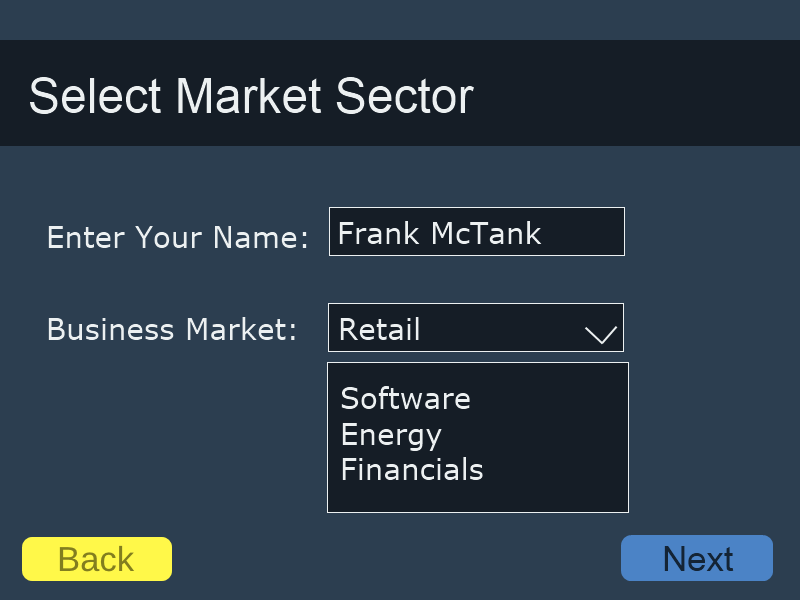 Select Market Sector
Enter Your Name: Frank McTank
Business Market: Retail
Software
Energy
Financials
Back Next